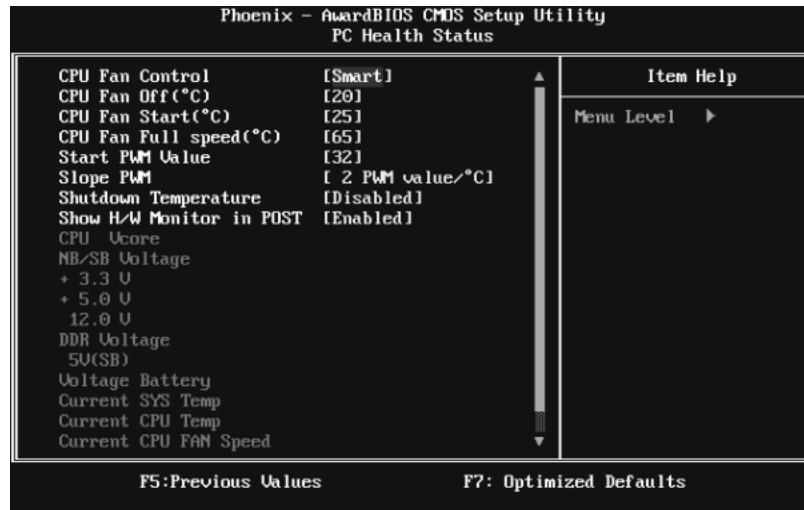 Phoenix - AwardBIOS CMOS Setup Utility
PC Health Status
CPU Fan Control [Smart]
CPU Fan Off(°C) [20]
CPU Fan Start(°C) [25]
CPU Fan Full speed(°C) [65]
Start PWM Value [32]
Slope PWM [ 2 PWM value/°C]
Shutdown Temperature [Disabled]
Show H/W Monitor in POST [Enabled]
CPU Vcore
NB/SB Voltage
+ 3.3 V
+ 5.0 V
12.0 V
DDR Voltage
5V(SB)
Voltage Battery
Current SYS Temp
Current CPU Temp
Current CPU FAN Speed
Item Help
Menu Level
F5:Previous Values F7: Optimized Defaults